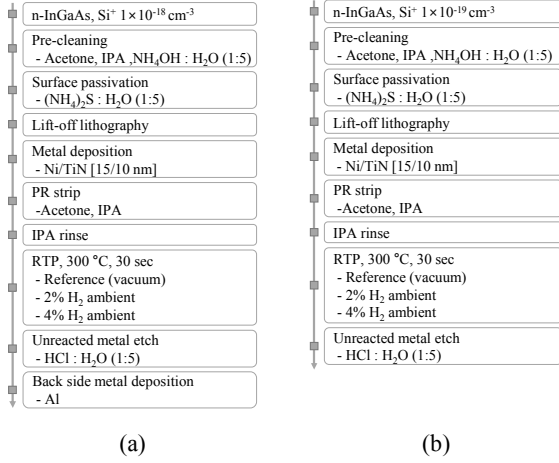 n-InGaAs, Si⁺ 1×10⁻¹⁸ cm⁻³
Pre-cleaning
- Acetone, IPA ,NH₄OH : H₂O (1:5)
Surface passivation
- (NH₄)₂S : H₂O (1:5)
Lift-off lithography
Metal deposition
- Ni/TiN [15/10 nm]
PR strip
-Acetone, IPA
IPA rinse
RTP, 300 °C, 30 sec
- Reference (vacuum)
- 2% H₂ ambient
- 4% H₂ ambient
Unreacted metal etch
- HCl : H₂O (1:5)
Back side metal deposition
- Al
(a)
n-InGaAs, Si⁺ 1×10⁻¹⁹ cm⁻³
Pre-cleaning
- Acetone, IPA ,NH₄OH : H₂O (1:5)
Surface passivation
- (NH₄)₂S : H₂O (1:5)
Lift-off lithography
Metal deposition
- Ni/TiN [15/10 nm]
PR strip
-Acetone, IPA
IPA rinse
RTP, 300 °C, 30 sec
- Reference (vacuum)
- 2% H₂ ambient
- 4% H₂ ambient
Unreacted metal etch
- HCl : H₂O (1:5)
(b)